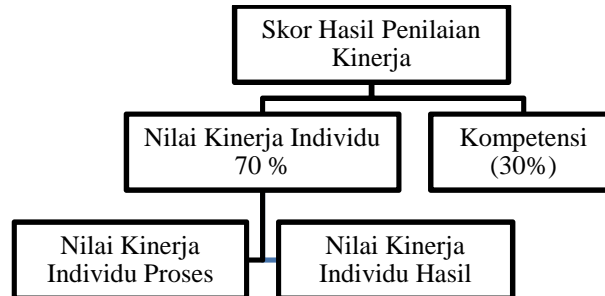 Skor Hasil Penilaian
Kinerja
Nilai Kinerja Individu
70 %
Kompetensi
(30%)
Nilai Kinerja
Individu Proses
Nilai Kinerja
Individu Hasil